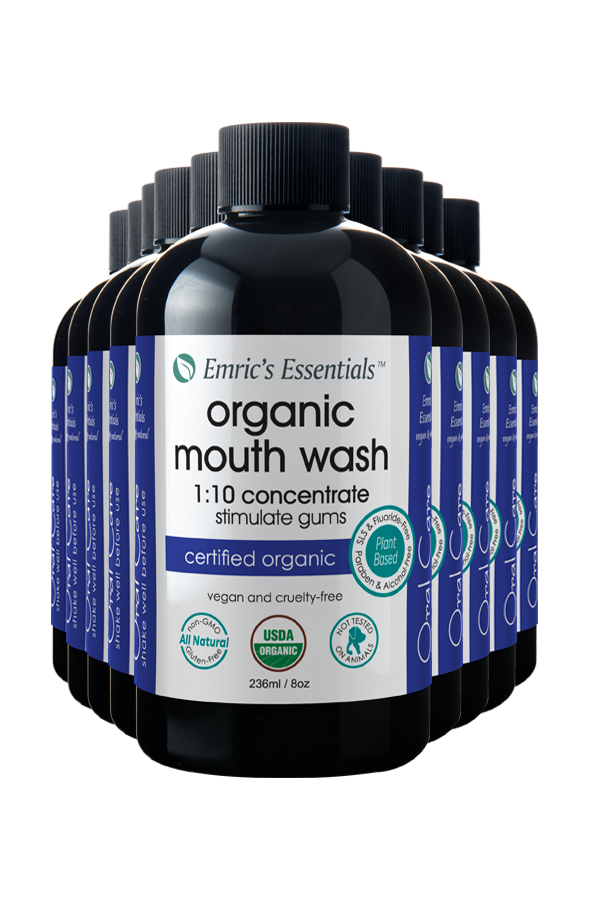 Emric's Essentials™
organic
mouth wash
1:10 concentrate
stimulate gums
SLS & Fluoride-Free
Plant
Based
Paraben & Alcohol Free
certified organic
vegan and cruelty-free
non-GMO
All Natural
Gluten-Free
USDA
ORGANIC
NOT TESTED
ON ANIMALS
236ml / 8oz
Oral Care
shake well before use